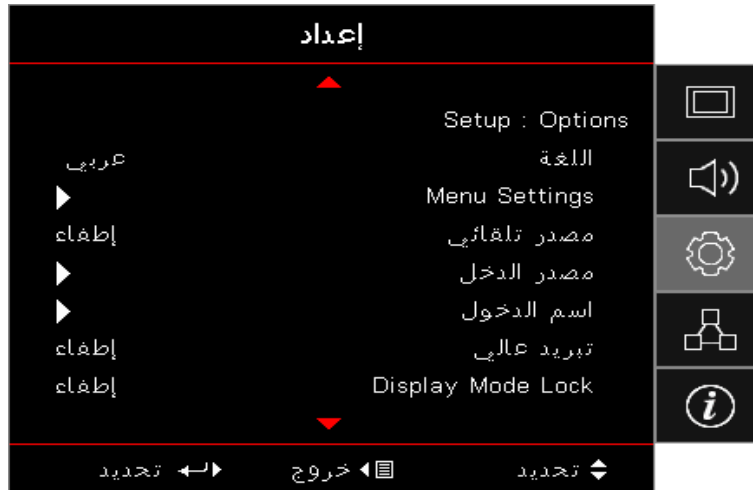 إعداد
Setup : Options
اللغة عربي
Menu Settings
مصدر تلقائي إطفاء
مصدر الدخل
اسم الدخول
تبريد عالي إطفاء
Display Mode Lock إطفاء
تحديد خروج تحديد